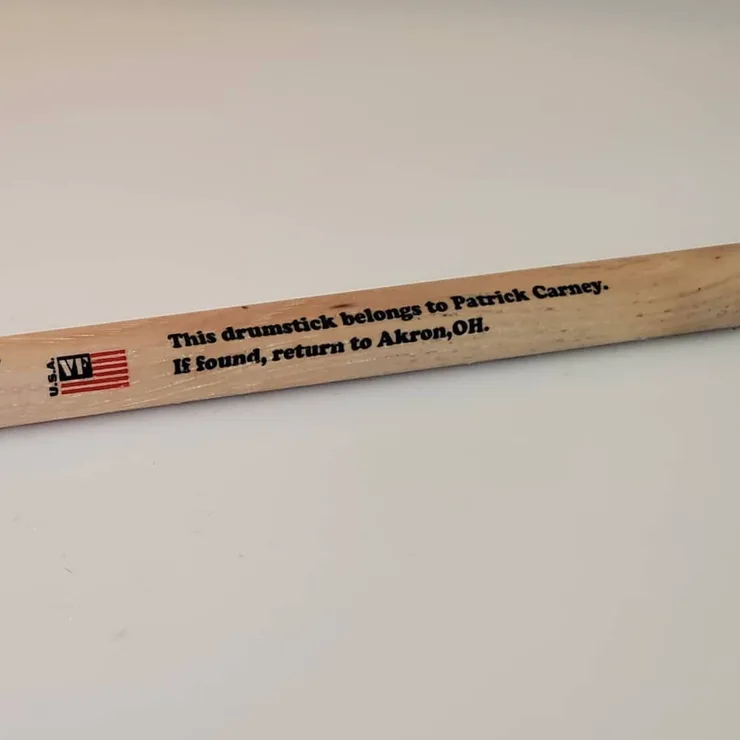 U.S.A.
VF
This drumstick belongs to Patrick Carney.
If found, return to Akron,OH.